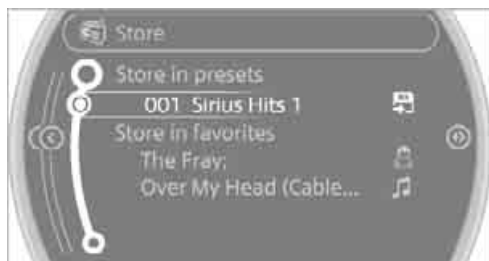 Store
Store in presets
001 Sirius Hits 1
Store in favorites
The Fray:
Over My Head (Cable...